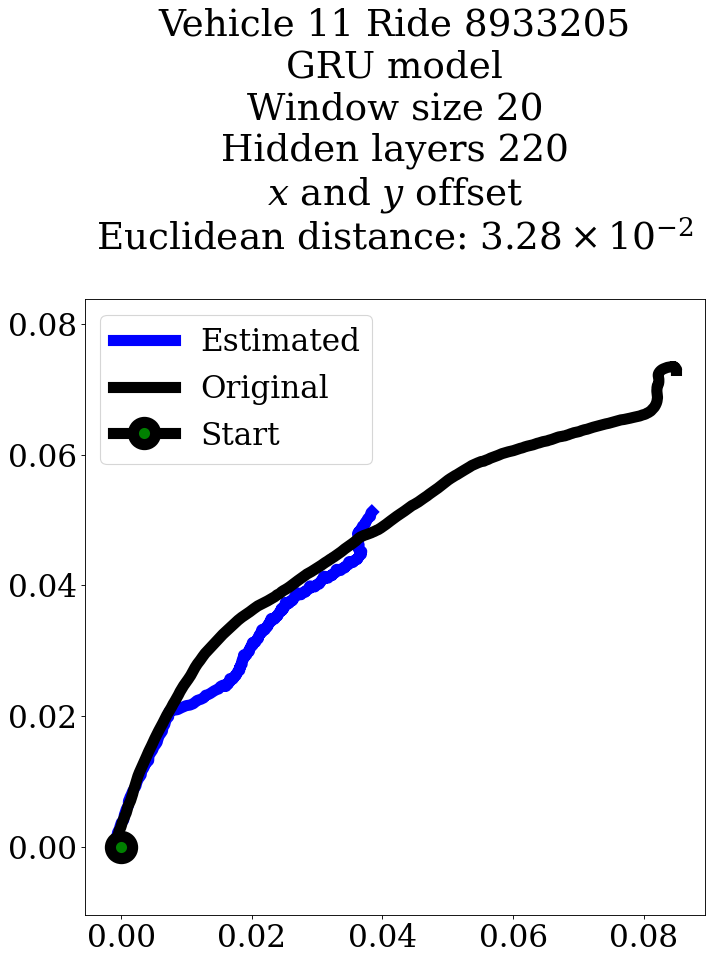 Vehicle 11 Ride 8933205
GRU model
Window size 20
Hidden layers 220
x and y offset
Euclidean distance: 3.28 × 10⁻²
Estimated
Original
Start
0.08
0.06
0.04
0.02
0.00
0.00 0.02 0.04 0.06 0.08